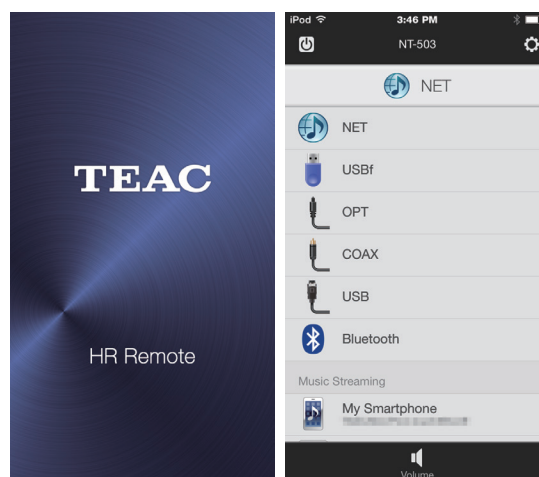 TEAC
HR Remote
iPod 3:46 PM
NT-503
NET
NET
USBf
OPT
COAX
USB
Bluetooth
Music Streaming
My Smartphone
Volume